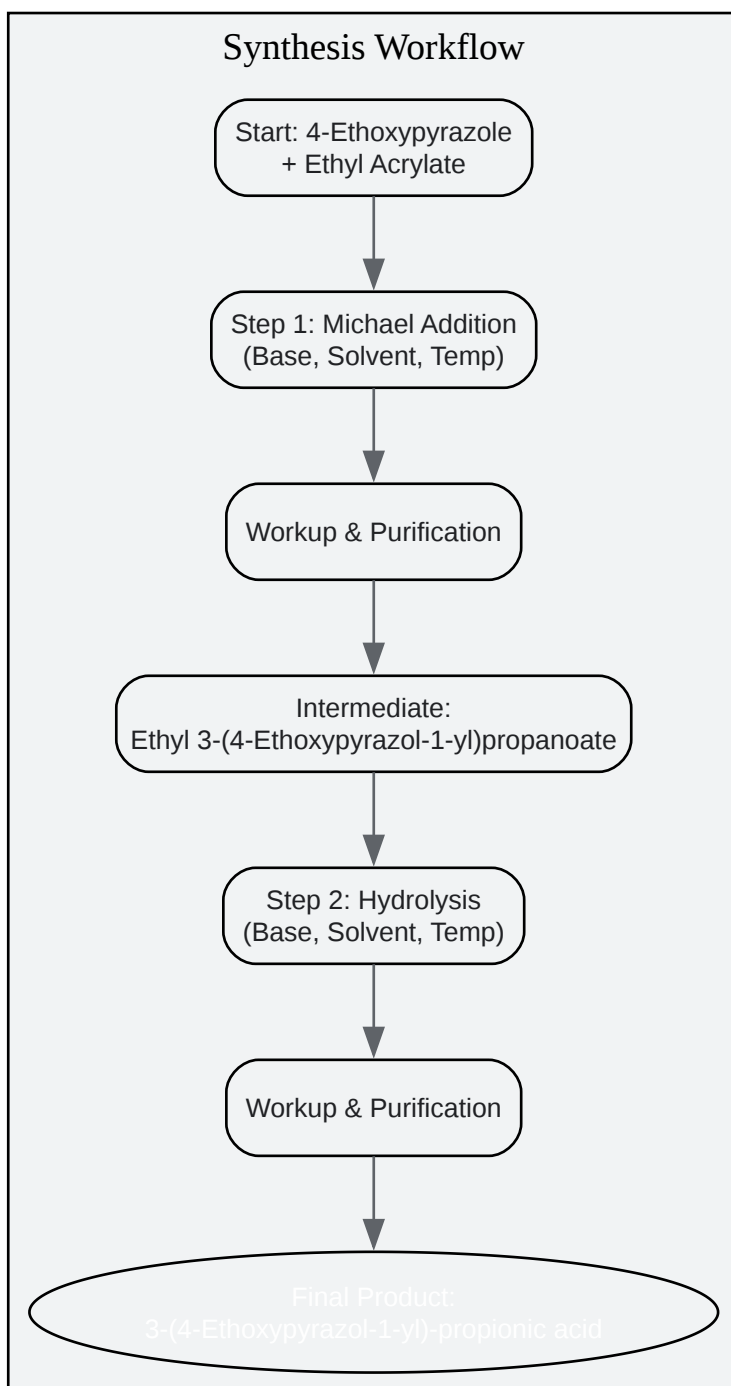 Synthesis Workflow
Start: 4-Ethoxypyrazole
+ Ethyl Acrylate
Step 1: Michael Addition
(Base, Solvent, Temp)
Workup & Purification
Intermediate:
Ethyl 3-(4-Ethoxypyrazol-1-yl)propanoate
Step 2: Hydrolysis
(Base, Solvent, Temp)
Workup & Purification
Final Product:
3-(4-Ethoxypyrazol-1-yl)-propionic acid